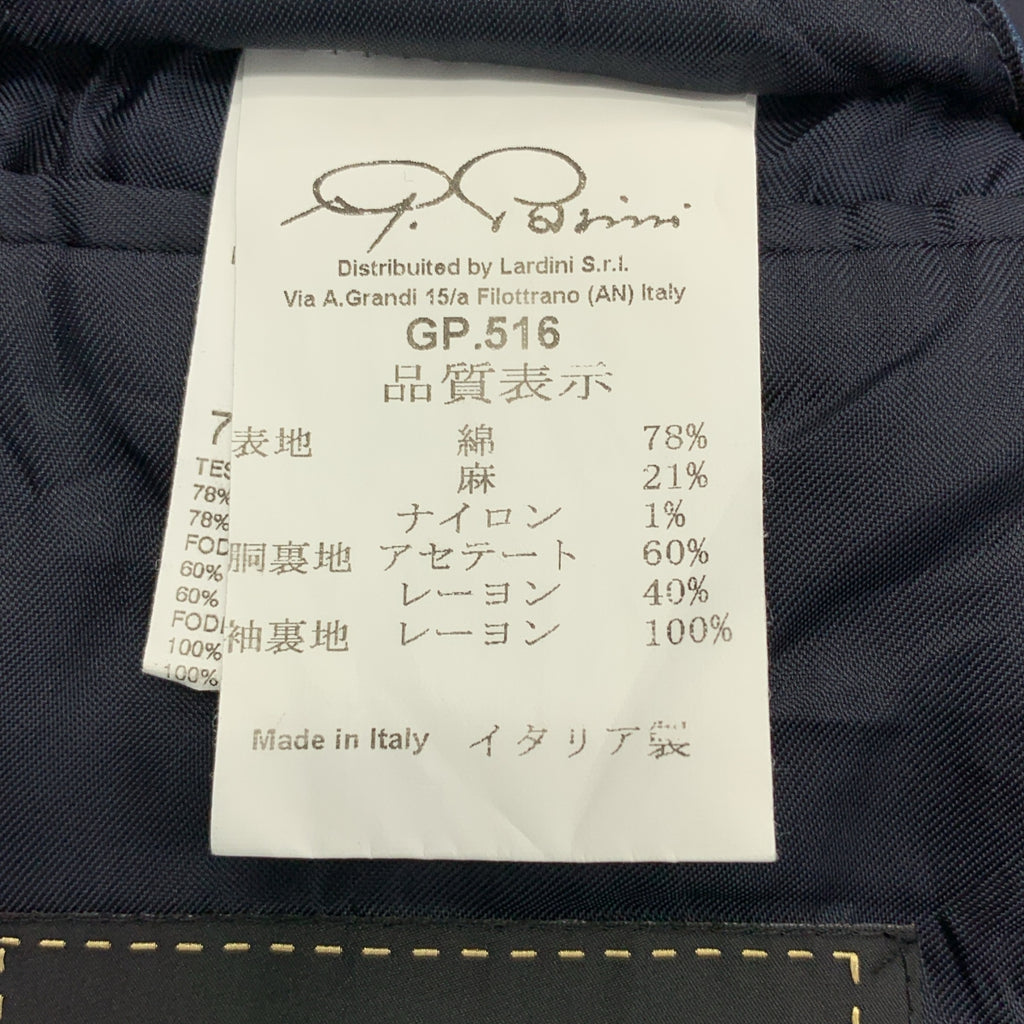 G. Pasini
Distribuited by Lardini S.r.l.
Via A.Grandi 15/a Filottrano (AN) Italy
GP.516
品質表示
表地 綿 78%
麻 21%
ナイロン 1%
胴裏地 アセテート 60%
レーヨン 40%
袖裏地 レーヨン 100%
Made in Italy イタリア製
7
TES
78%
78%
FOD
60%
60%
FOD
100%
100%